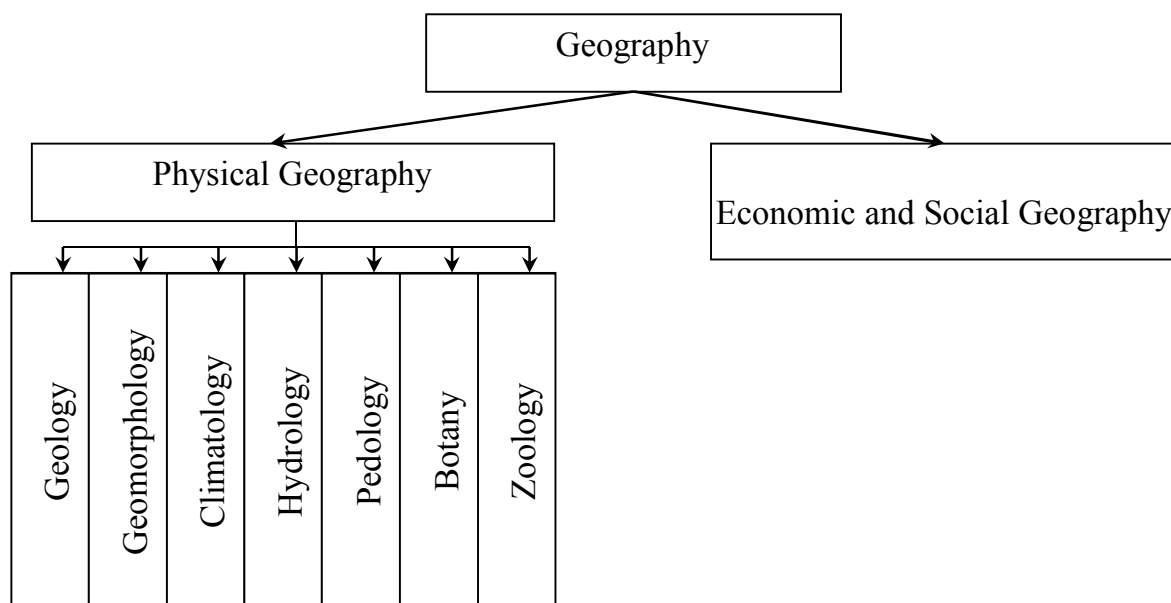 Geography
Physical Geography
Economic and Social Geography
Geology
Geomorphology
Climatology
Hydrology
Pedology
Botany
Zoology